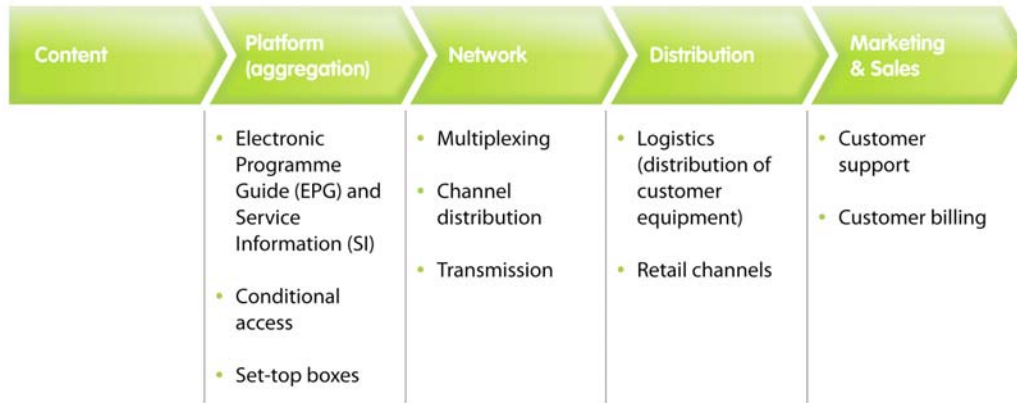 Content
Platform
(aggregation)
Network
Distribution
Marketing
& Sales
• Electronic
Programme
Guide (EPG) and
Service
Information (SI)
• Conditional
access
• Set-top boxes
• Multiplexing
• Channel
distribution
• Transmission
• Logistics
(distribution of
customer
equipment)
• Retail channels
• Customer
support
• Customer billing